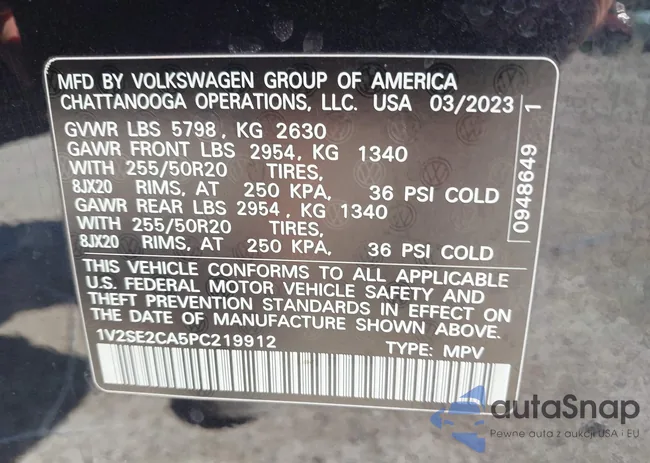 MFD BY VOLKSWAGEN GROUP OF AMERICA
CHATTANOOGA OPERATIONS, LLC. USA 03/2023
GVWR LBS 5798, KG 2630
GAWR FRONT LBS 2954, KG 1340
WITH 255/50R20 TIRES,
8JX20 RIMS, AT 250 KPA, 36 PSI COLD
GAWR REAR LBS 2954, KG 1340
WITH 255/50R20 TIRES,
8JX20 RIMS, AT 250 KPA, 36 PSI COLD
THIS VEHICLE CONFORMS TO ALL APPLICABLE
U.S. FEDERAL MOTOR VEHICLE SAFETY AND
THEFT PREVENTION STANDARDS IN EFFECT ON
THE DATE OF MANUFACTURE SHOWN ABOVE.
1V2SE2CA5PC219912 TYPE: MPV
0948649 1
autaSnap
Pewne auta z aukcji USA i EU